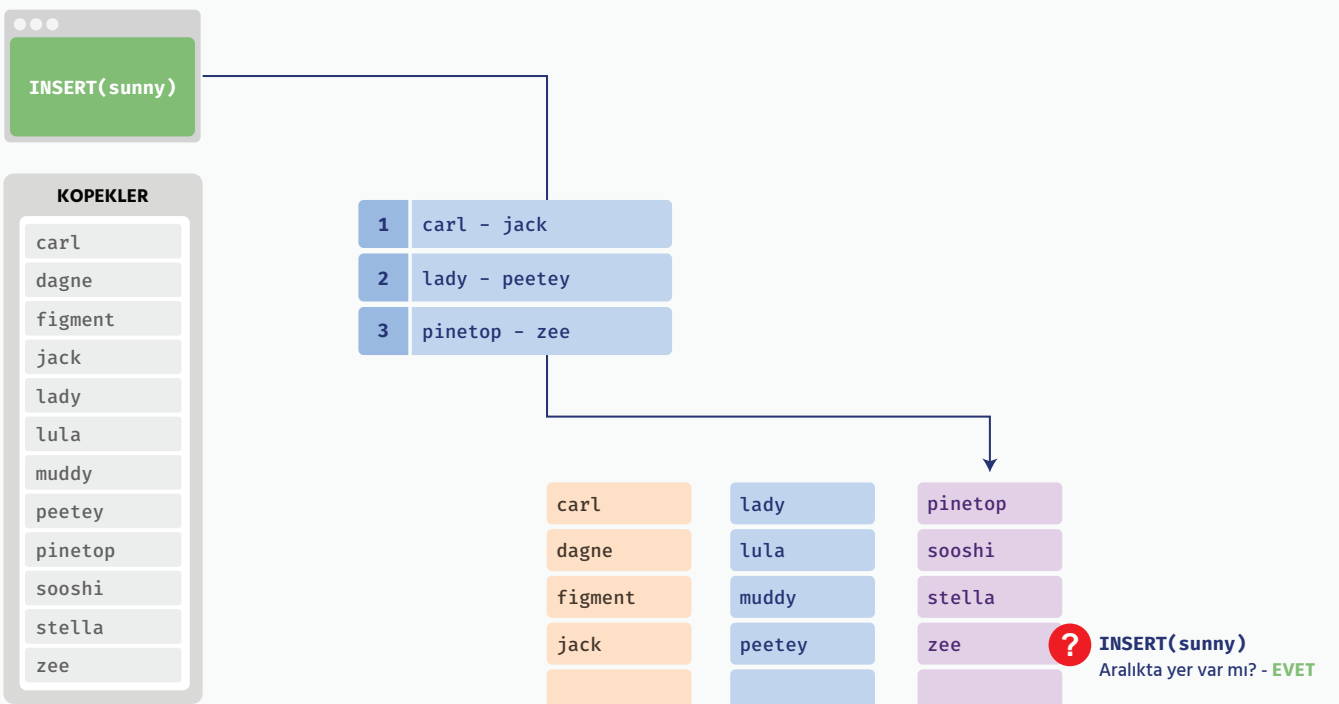 INSERT(sunny)
KOPEKLER
carl
dagne
figment
jack
lady
lula
muddy
peetey
pinetop
sooshi
stella
zee
1 carl - jack
2 lady - peetey
3 pinetop - zee
carl lady pinetop
dagne lula sooshi
figment muddy stella
jack peetey zee
? INSERT(sunny)
Aralıkta yer var mı? - EVET